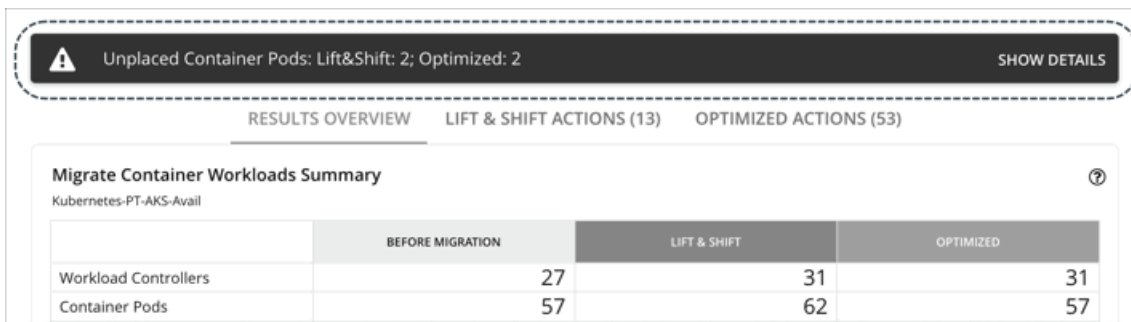 Unplaced Container Pods: Lift&Shift: 2; Optimized: 2 SHOW DETAILS
RESULTS OVERVIEW LIFT & SHIFT ACTIONS (13) OPTIMIZED ACTIONS (53)
Migrate Container Workloads Summary
Kubernetes-PT-AKS-Avail
BEFORE MIGRATION LIFT & SHIFT OPTIMIZED
Workload Controllers 27 31 31
Container Pods 57 62 57